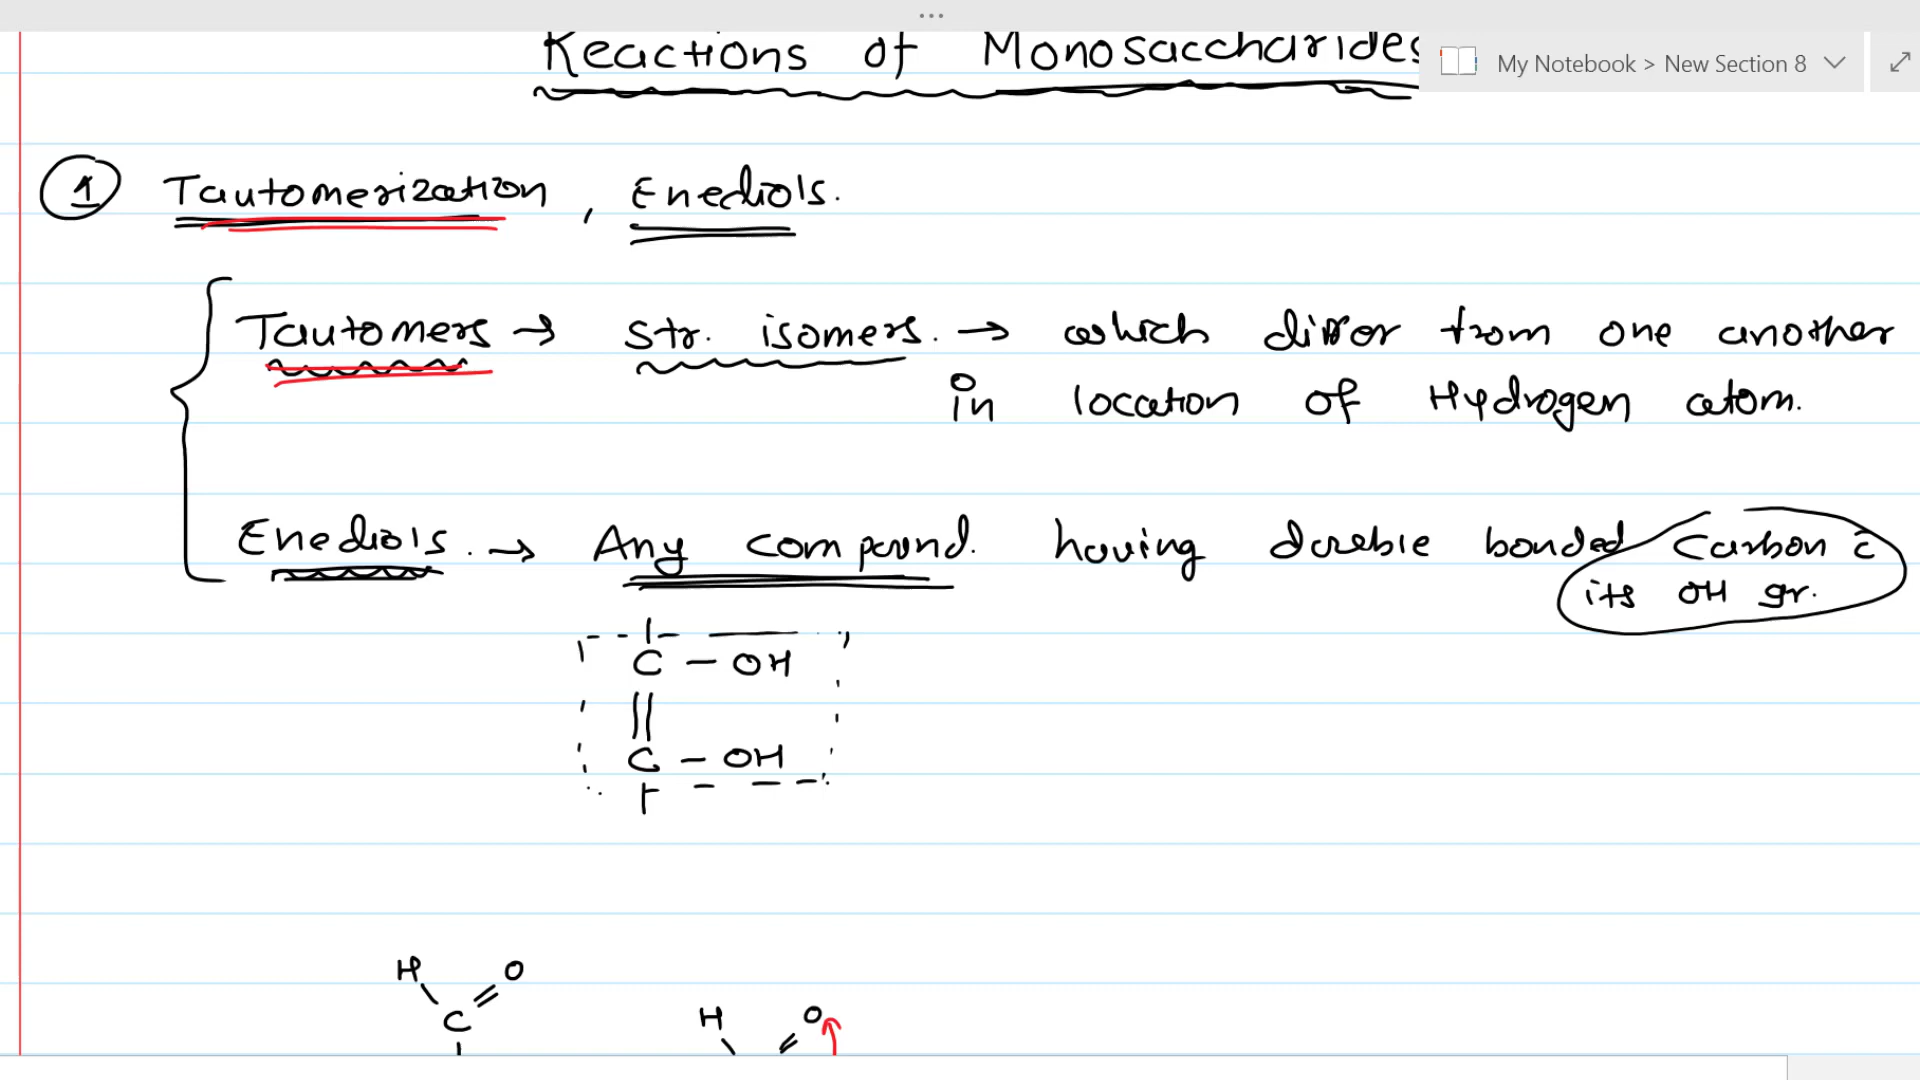 ...
Reactions of Monosaccharides
My Notebook > New Section 8
1 Tautomerization, Enediols.
Tautomers → str. isomers. → which differ from one another
in location of Hydrogen atom.
Enediols. → Any compound. having double bonded Carbon c̄
its OH gr.
C - OH
||
C - OH
H O
C
H O